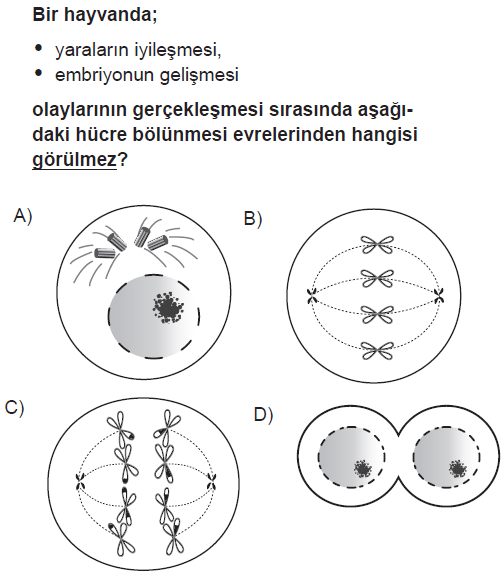 Bir hayvanda;
• yaraların iyileşmesi,
• embriyonun gelişmesi
olaylarının gerçekleşmesi sırasında aşağı-
daki hücre bölünmesi evrelerinden hangisi
görülmez?
A)
B)
C)
D)